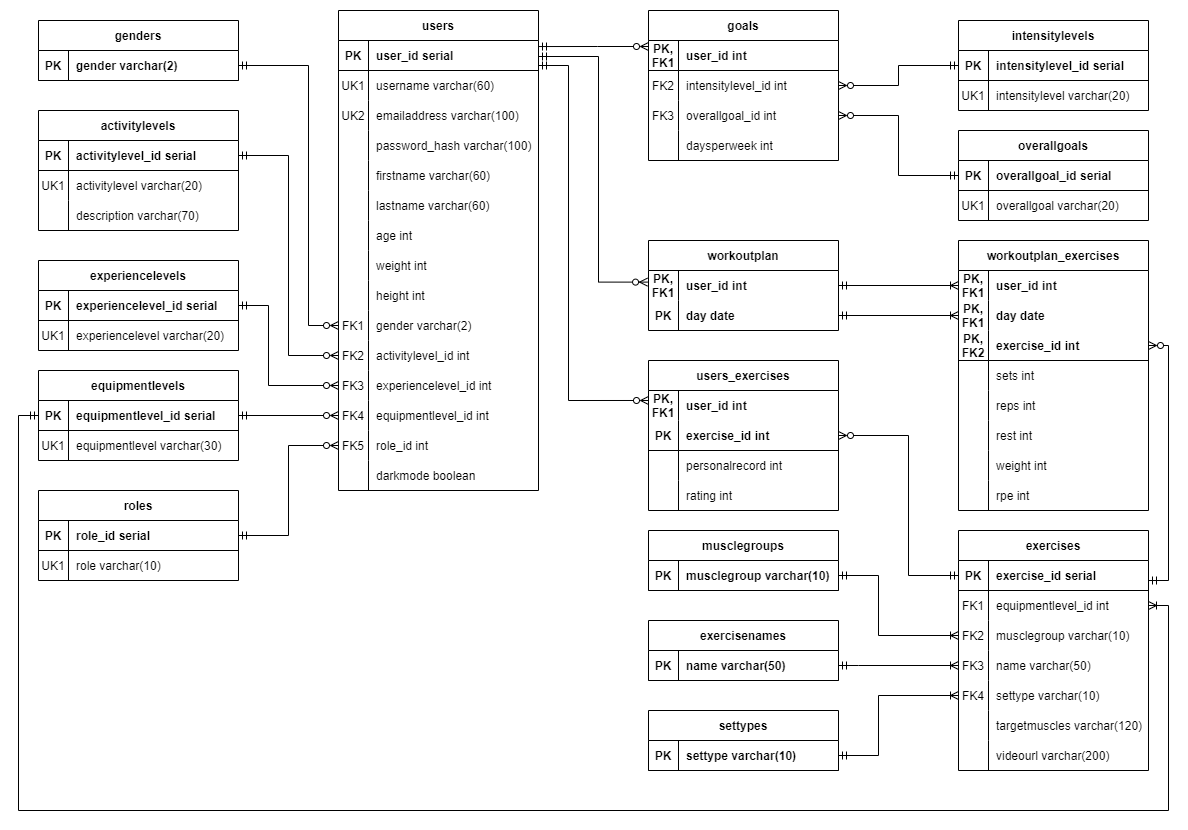 genders
PK gender varchar(2)
activitylevels
PK activitylevel_id serial
UK1 activitylevel varchar(20)
description varchar(70)
experiencelevels
PK experiencelevel_id serial
UK1 experiencelevel varchar(20)
equipmentlevels
PK equipmentlevel_id serial
UK1 equipmentlevel varchar(30)
roles
PK role_id serial
UK1 role varchar(10)
users
PK user_id serial
UK1 username varchar(60)
UK2 emailaddress varchar(100)
password_hash varchar(100)
firstname varchar(60)
lastname varchar(60)
age int
weight int
height int
FK1 gender varchar(2)
FK2 activitylevel_id int
FK3 experiencelevel_id int
FK4 equipmentlevel_id int
FK5 role_id int
darkmode boolean
goals
PK, FK1 user_id int
FK2 intensitylevel_id int
FK3 overallgoal_id int
daysperweek int
workoutplan
PK, FK1 user_id int
PK day date
users_exercises
PK, FK1 user_id int
PK exercise_id int
personalrecord int
rating int
musclegroups
PK musclegroup varchar(10)
exercisenames
PK name varchar(50)
settypes
PK settype varchar(10)
intensitylevels
PK intensitylevel_id serial
UK1 intensitylevel varchar(20)
overallgoals
PK overallgoal_id serial
UK1 overallgoal varchar(20)
workoutplan_exercises
PK, FK1 user_id int
PK, FK1 day date
PK, FK2 exercise_id int
sets int
reps int
rest int
weight int
rpe int
exercises
PK exercise_id serial
FK1 equipmentlevel_id int
FK2 musclegroup varchar(10)
FK3 name varchar(50)
FK4 settype varchar(10)
targetmuscles varchar(120)
videourl varchar(200)